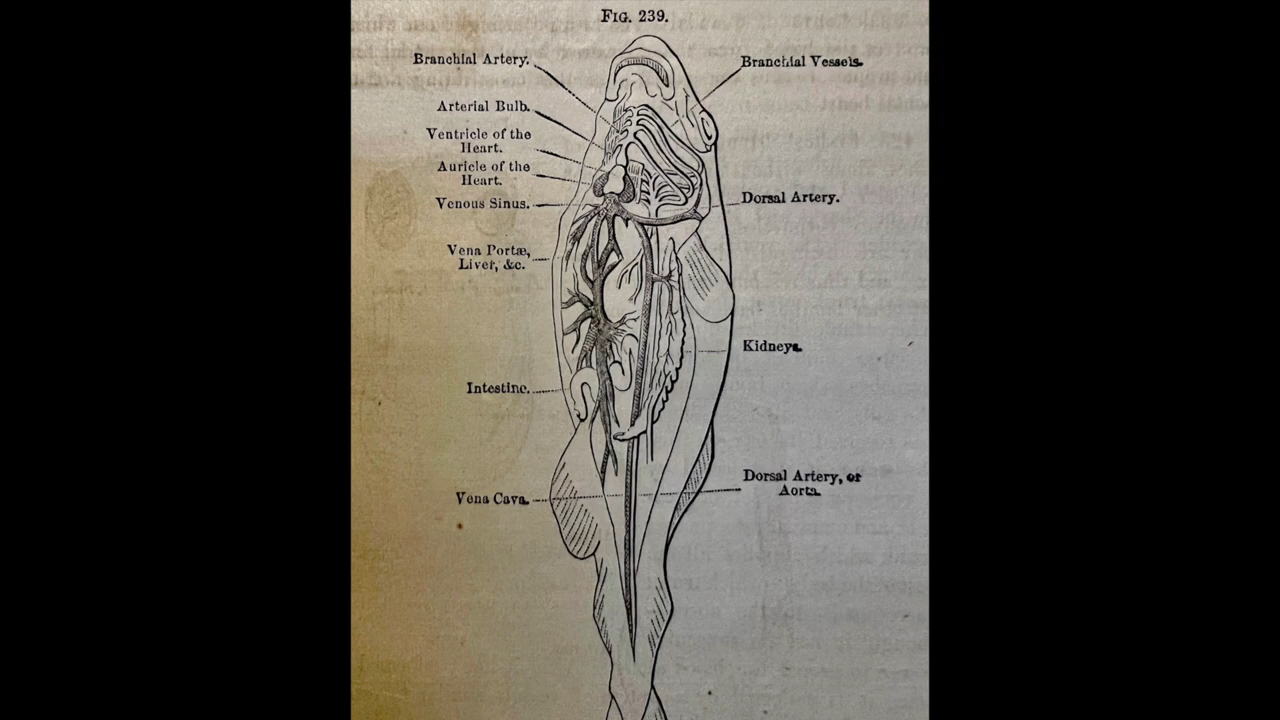 FIG. 239.
Branchial Artery.
Arterial Bulb.
Ventricle of the
Heart.
Auricle of the
Heart.
Venous Sinus.
Vena Portæ,
Liver, &c.
Intestine.
Vena Cava.
Branchial Vessels.
Dorsal Artery.
Kidneys.
Dorsal Artery, or
Aorta.